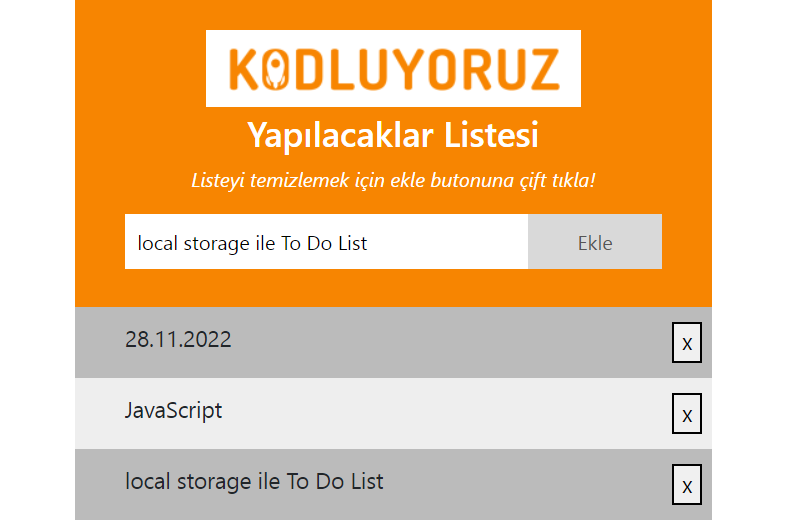 KODLUYORUZ
Yapılacaklar Listesi
Listeyi temizlemek için ekle butonuna çift tıkla!
local storage ile To Do List
Ekle
28.11.2022
x
JavaScript
x
local storage ile To Do List
x